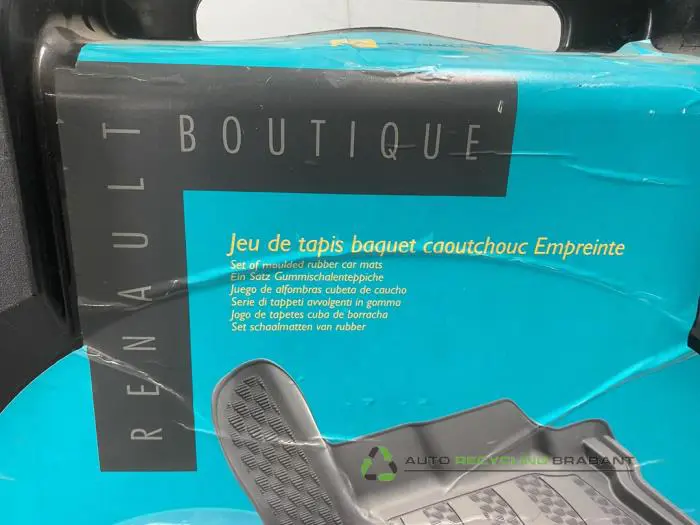 RENAULT
BOUTIQUE
Jeu de tapis baquet caoutchouc Empreinte
Set of moulded rubber car mats
Ein Satz Gummischalenteppiche
Juego de alfombras cubeta de caucho
Serie di tappeti avvolgenti in gomma
Jogo de tapetes cuba de borracha
Set schaalmatten van rubber
AUTO RECYCLING BRABANT